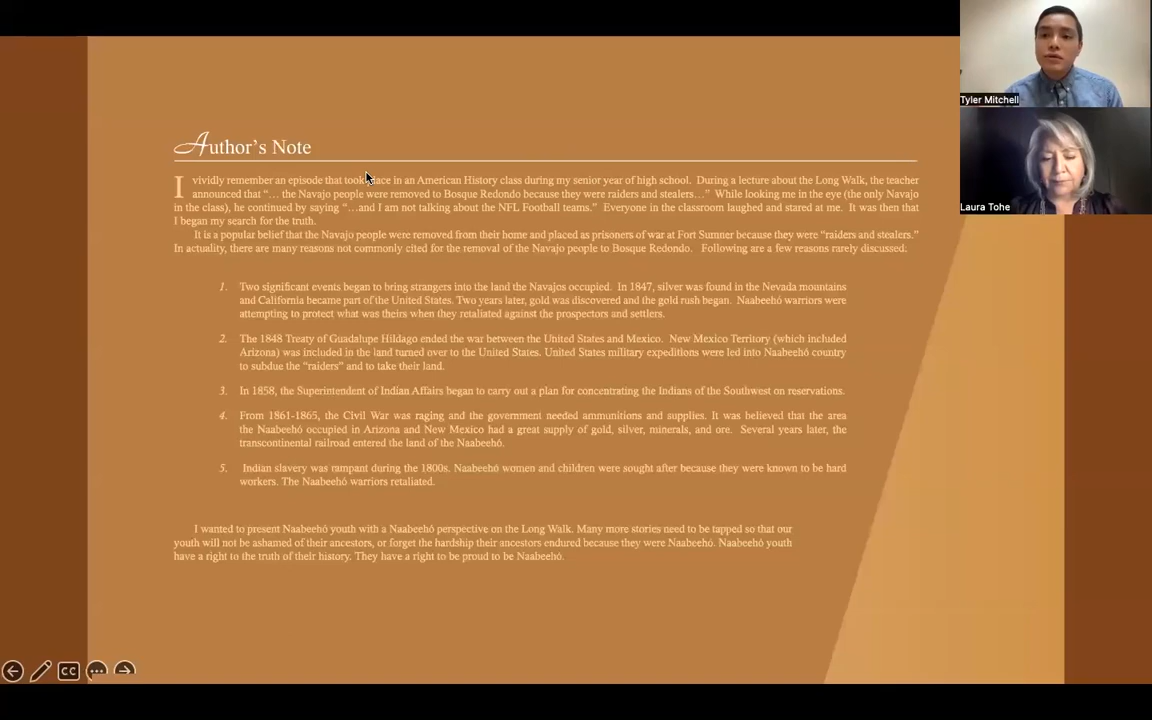 Author's Note
I vividly remember an episode that took place in an American History class during my senior year of high school. During a lecture about the Long Walk, the teacher
announced that “… the Navajo people were removed to Bosque Redondo because they were raiders and stealers…” While looking me in the eye (the only Navajo
in the class), he continued by saying “…and I am not talking about the NFL Football teams.” Everyone in the classroom laughed and stared at me. It was then that
I began my search for the truth.
It is a popular belief that the Navajo people were removed from their home and placed as prisoners of war at Fort Sumner because they were “raiders and stealers.”
In actuality, there are many reasons not commonly cited for the removal of the Navajo people to Bosque Redondo. Following are a few reasons rarely discussed:
1. Two significant events began to bring strangers into the land the Navajos occupied. In 1847, silver was found in the Nevada mountains
and California became part of the United States. Two years later, gold was discovered and the gold rush began. Naabeehó warriors were
attempting to protect what was theirs when they retaliated against the prospectors and settlers.
2. The 1848 Treaty of Guadalupe Hildago ended the war between the United States and Mexico. New Mexico Territory (which included
Arizona) was included in the land turned over to the United States. United States military expeditions were led into Naabeehó country
to subdue the “raiders” and to take their land.
3. In 1858, the Superintendent of Indian Affairs began to carry out a plan for concentrating the Indians of the Southwest on reservations.
4. From 1861-1865, the Civil War was raging and the government needed ammunitions and supplies. It was believed that the area
the Naabeehó occupied in Arizona and New Mexico had a great supply of gold, silver, minerals, and ore. Several years later, the
transcontinental railroad entered the land of the Naabeehó.
5. Indian slavery was rampant during the 1800s. Naabeehó women and children were sought after because they were known to be hard
workers. The Naabeehó warriors retaliated.
I wanted to present Naabeehó youth with a Naabeehó perspective on the Long Walk. Many more stories need to be tapped so that our
youth will not be ashamed of their ancestors, or forget the hardship their ancestors endured because they were Naabeehó. Naabeehó youth
have a right to the truth of their history. They have a right to be proud to be Naabeehó.
Tyler Mitchell
Laura Tohe
CC